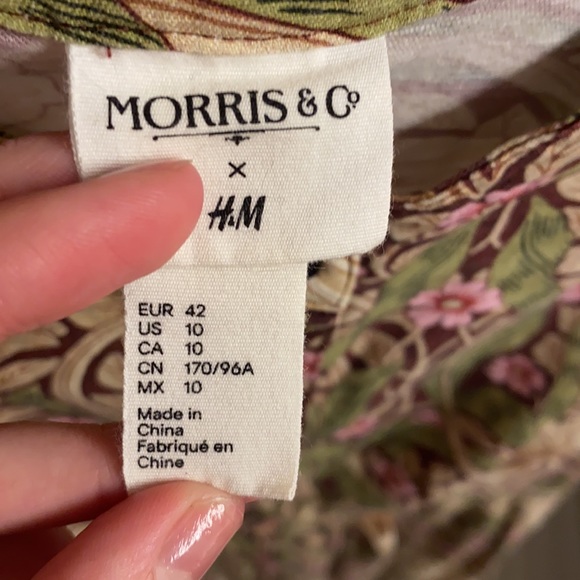 MORRIS & Co
×
H&M
EUR 42
US 10
CA 10
CN 170/96A
MX 10
Made in
China
Fabriqué en
Chine